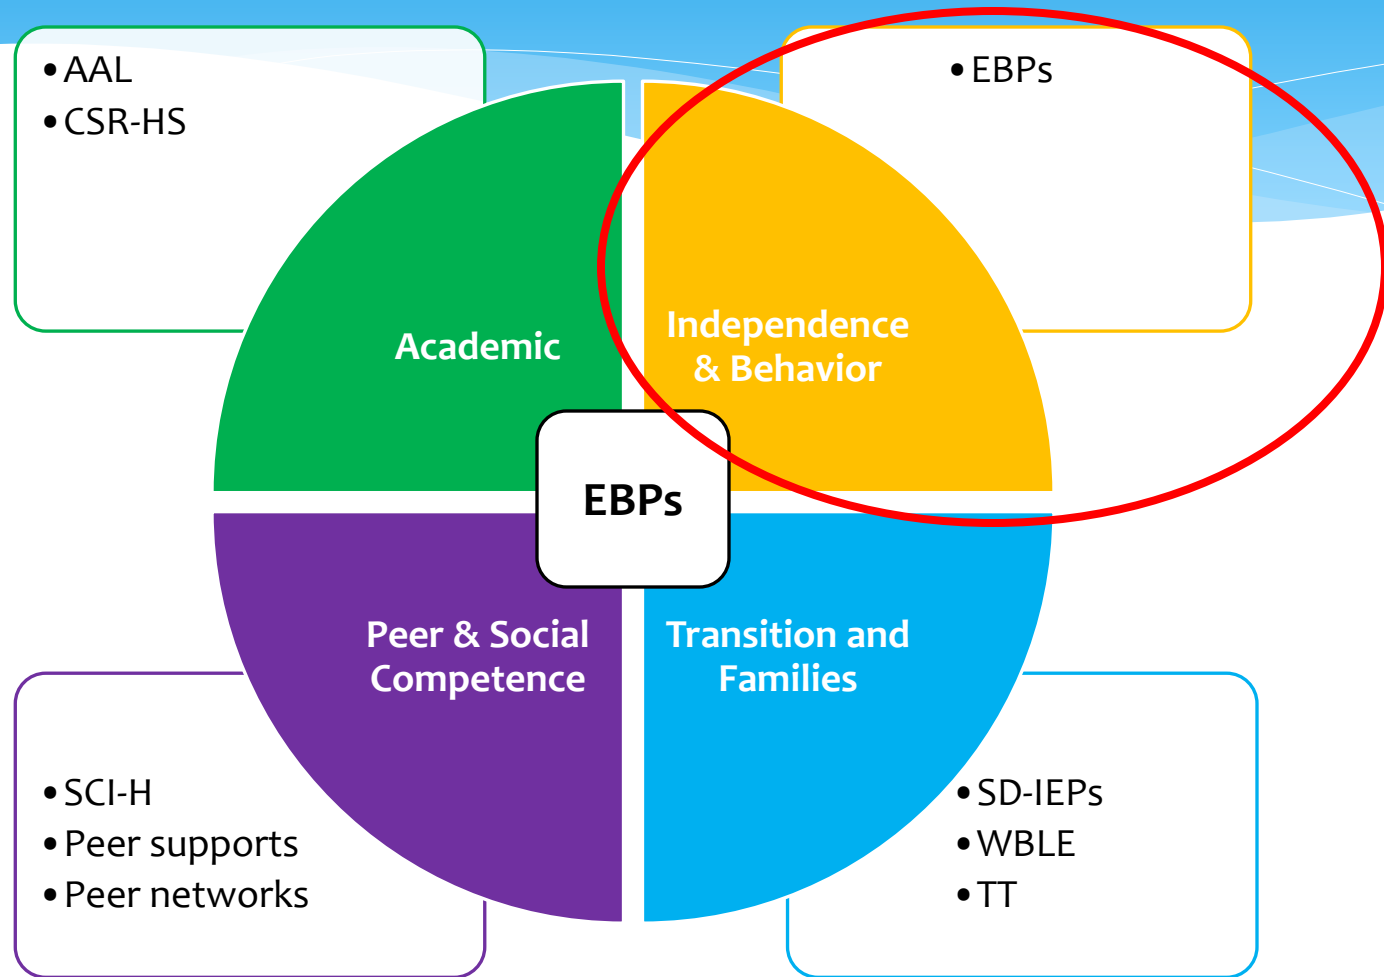 • AAL
• CSR-HS
• EBPs
Academic
Independence
& Behavior
EBPs
Peer & Social
Competence
Transition and
Families
• SCI-H
• Peer supports
• Peer networks
• SD-IEPs
• WBLE
• TT